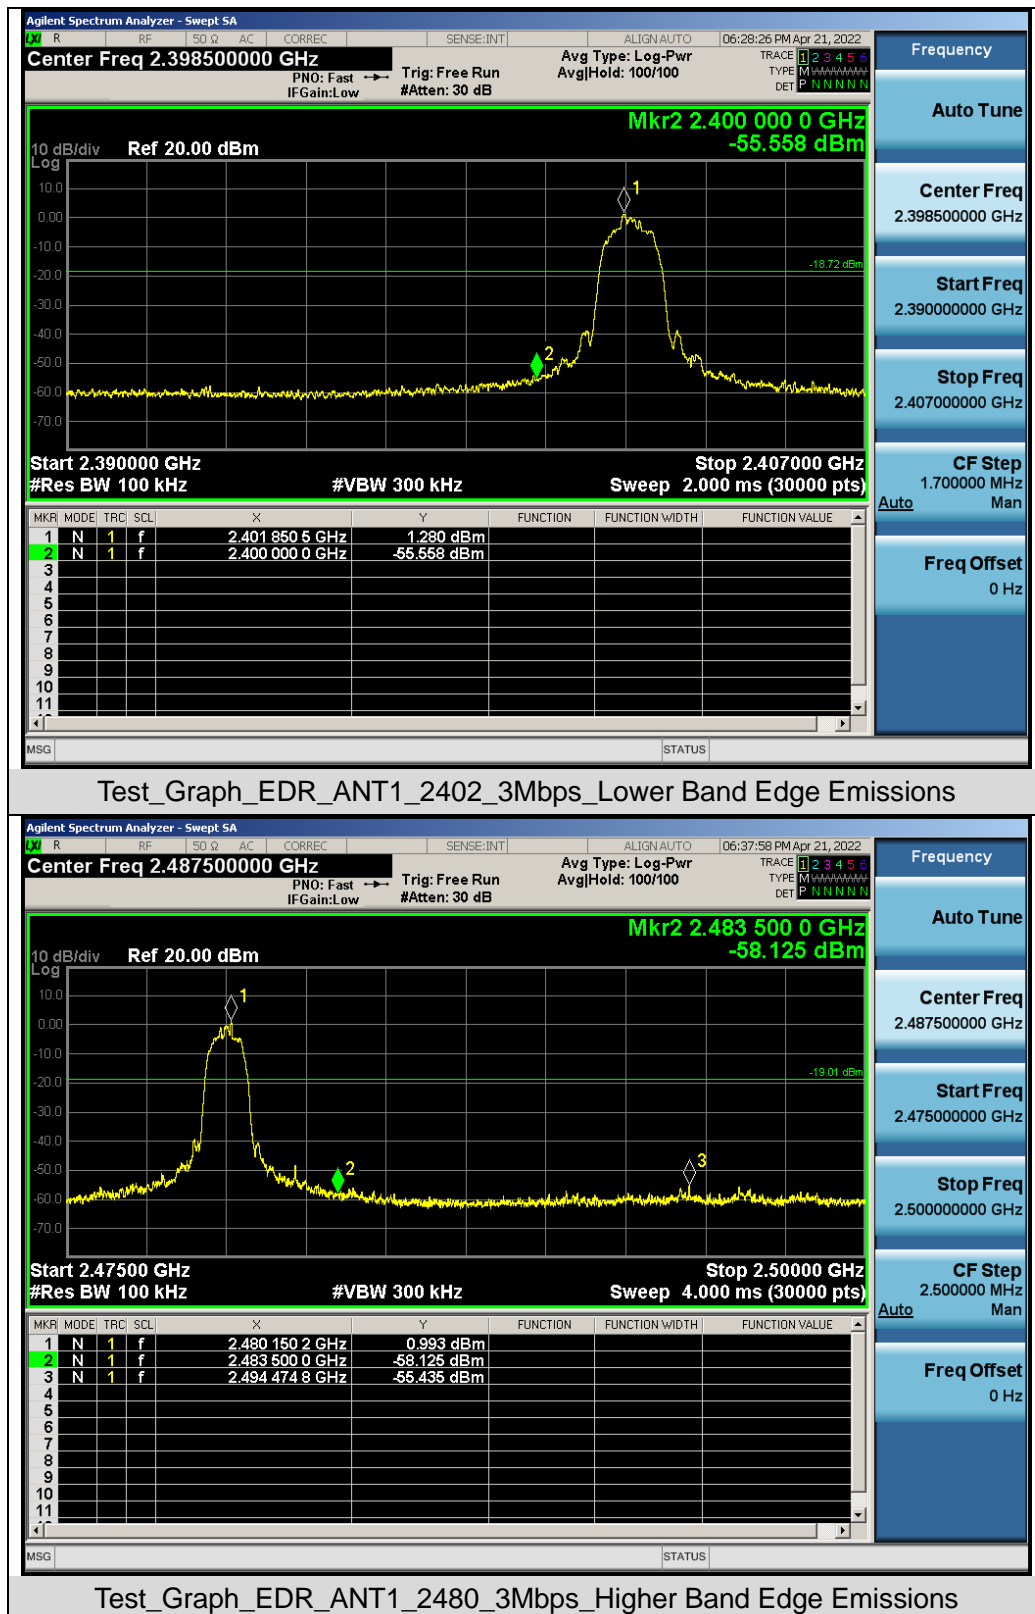 Agilent Spectrum Analyzer - Swept SA
LXI R RF 50 Ω AC CORREC SENSE:INT ALIGN AUTO 06:28:26 PM Apr 21, 2022
Center Freq 2.398500000 GHz
PNO: Fast
IFGain:Low
Trig: Free Run
#Atten: 30 dB
Avg Type: Log-Pwr
Avg|Hold: 100/100
TRACE 1 2 3 4 5 6
TYPE M
DET P N N N N N
Frequency
Auto Tune
Center Freq
2.398500000 GHz
Start Freq
2.390000000 GHz
Stop Freq
2.407000000 GHz
CF Step
1.700000 MHz
Auto Man
Freq Offset
0 Hz
Mkr2 2.400 000 0 GHz
-55.558 dBm
10 dB/div Ref 20.00 dBm
Log
10.0
0.00
-10.0
-20.0
-30.0
-40.0
-50.0
-60.0
-70.0
1
-18.72 dBm
2
Start 2.390000 GHz Stop 2.407000 GHz
#Res BW 100 kHz #VBW 300 kHz Sweep 2.000 ms (30000 pts)
MKR MODE TRC SCL X Y FUNCTION FUNCTION WIDTH FUNCTION VALUE
1 N 1 f 2.401 850 5 GHz 1.280 dBm
2 N 1 f 2.400 000 0 GHz -55.558 dBm
3
4
5
6
7
8
9
10
11
MSG STATUS
Test_Graph_EDR_ANT1_2402_3Mbps_Lower Band Edge Emissions
Agilent Spectrum Analyzer - Swept SA
LXI R RF 50 Ω AC CORREC SENSE:INT ALIGN AUTO 06:37:58 PM Apr 21, 2022
Center Freq 2.487500000 GHz
PNO: Fast
IFGain:Low
Trig: Free Run
#Atten: 30 dB
Avg Type: Log-Pwr
Avg|Hold: 100/100
TRACE 1 2 3 4 5 6
TYPE M
DET P N N N N N
Frequency
Auto Tune
Center Freq
2.487500000 GHz
Start Freq
2.475000000 GHz
Stop Freq
2.500000000 GHz
CF Step
2.500000 MHz
Auto Man
Freq Offset
0 Hz
Mkr2 2.483 500 0 GHz
-58.125 dBm
10 dB/div Ref 20.00 dBm
Log
10.0
0.00
-10.0
-20.0
-30.0
-40.0
-50.0
-60.0
-70.0
1
-19.01 dBm
2
3
Start 2.47500 GHz Stop 2.50000 GHz
#Res BW 100 kHz #VBW 300 kHz Sweep 4.000 ms (30000 pts)
MKR MODE TRC SCL X Y FUNCTION FUNCTION WIDTH FUNCTION VALUE
1 N 1 f 2.480 150 2 GHz 0.993 dBm
2 N 1 f 2.483 500 0 GHz -58.125 dBm
3 N 1 f 2.494 474 8 GHz -55.435 dBm
4
5
6
7
8
9
10
11
MSG STATUS
Test_Graph_EDR_ANT1_2480_3Mbps_Higher Band Edge Emissions